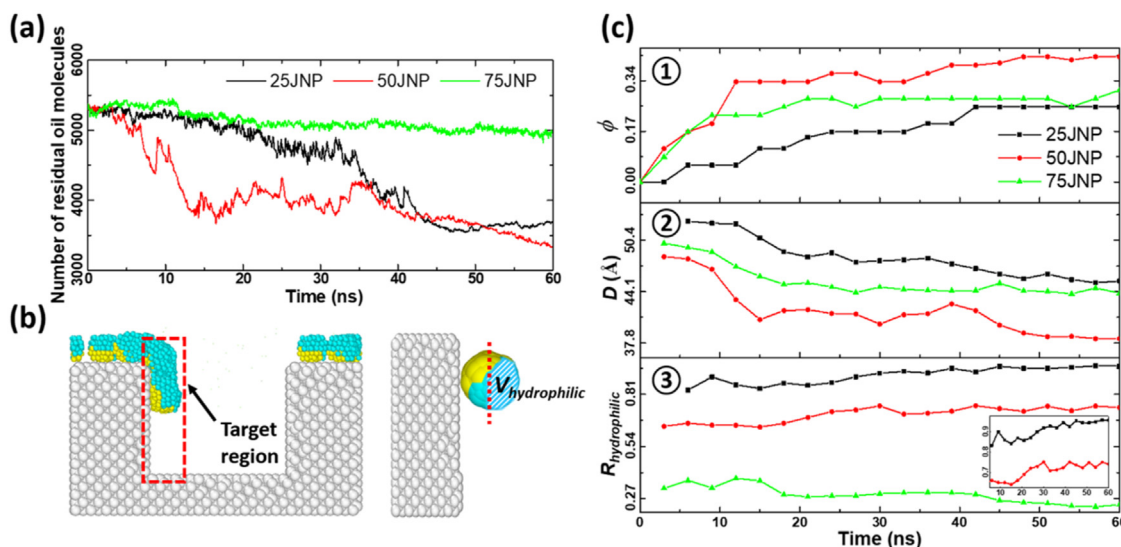 (a)
Number of residual oil molecules
6000
5000
4000
3000
25JNP
50JNP
75JNP
10
20
30
40
50
60
Time (ns)
(b)
Target
region
Vhydrophilic
(c)
①
ϕ
0.34
0.17
0.00
25JNP
50JNP
75JNP
②
D (Å)
50.4
44.1
37.8
③
Rhydrophilic
0.81
0.54
0.27
0.9
0.8
0.7
10 20 30 40 50 60
0
10
20
30
40
50
60
Time (ns)